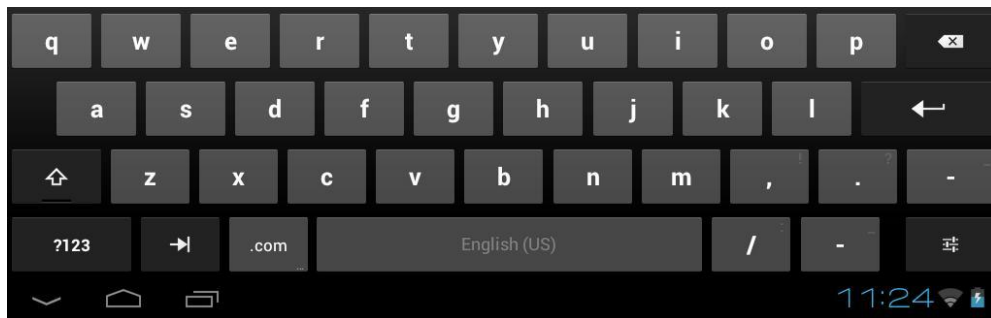 q w e r t y u i o p
a s d f g h j k l
! ? _
z x c v b n m , . -
: _
?123 .com English (US) / -
...
11:24